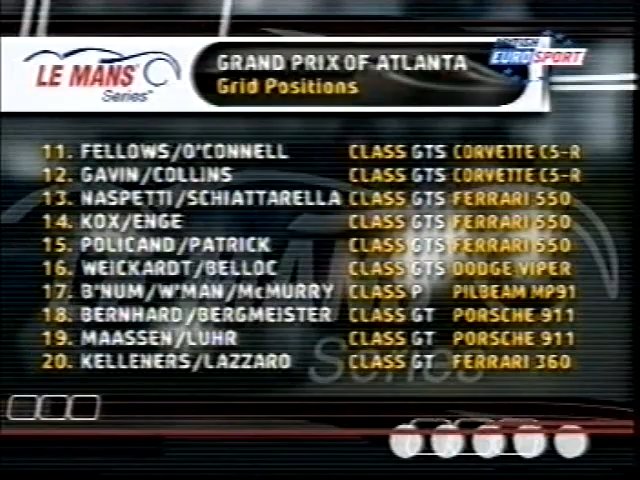 LE MANS
Series™
GRAND PRIX OF ATLANTA
Grid Positions
BRITISH
EUROSPORT
11. FELLOWS/O'CONNELL CLASS GTS CORVETTE C5-R
12. GAVIN/COLLINS CLASS GTS CORVETTE C5-R
13. NASPETTI/SCHIATTARELLA CLASS GTS FERRARI 550
14. KOX/ENGE CLASS GTS FERRARI 550
15. POLICAND/PATRICK CLASS GTS FERRARI 550
16. WEICKARDT/BELLOC CLASS GTS DODGE VIPER
17. B'NUM/W'MAN/McMURRY CLASS P PILBEAM MP91
18. BERNHARD/BERGMEISTER CLASS GT PORSCHE 911
19. MAASSEN/LUHR CLASS GT PORSCHE 911
20. KELLENERS/LAZZARO CLASS GT FERRARI 360
Series